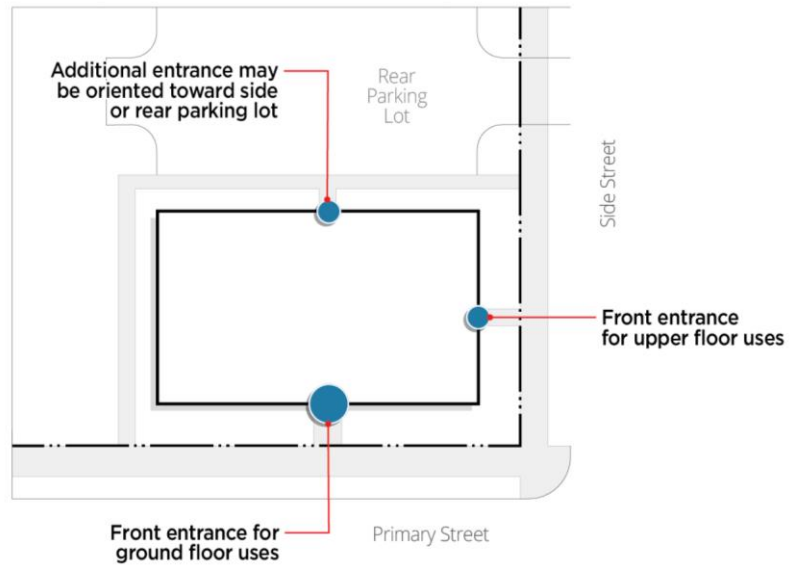 Additional entrance may
be oriented toward side
or rear parking lot
Rear
Parking
Lot
Side Street
Front entrance
for upper floor uses
Front entrance for
ground floor uses
Primary Street